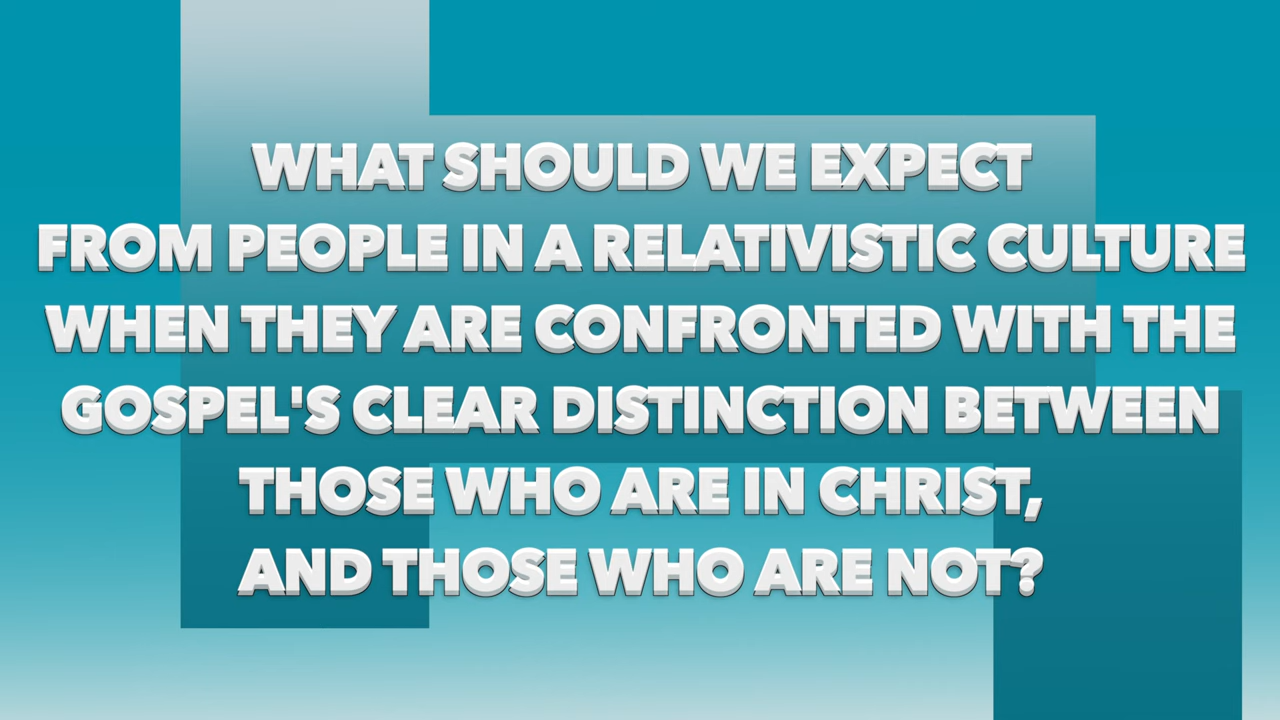 WHAT SHOULD WE EXPECT
FROM PEOPLE IN A RELATIVISTIC CULTURE
WHEN THEY ARE CONFRONTED WITH THE
GOSPEL'S CLEAR DISTINCTION BETWEEN
THOSE WHO ARE IN CHRIST,
AND THOSE WHO ARE NOT?